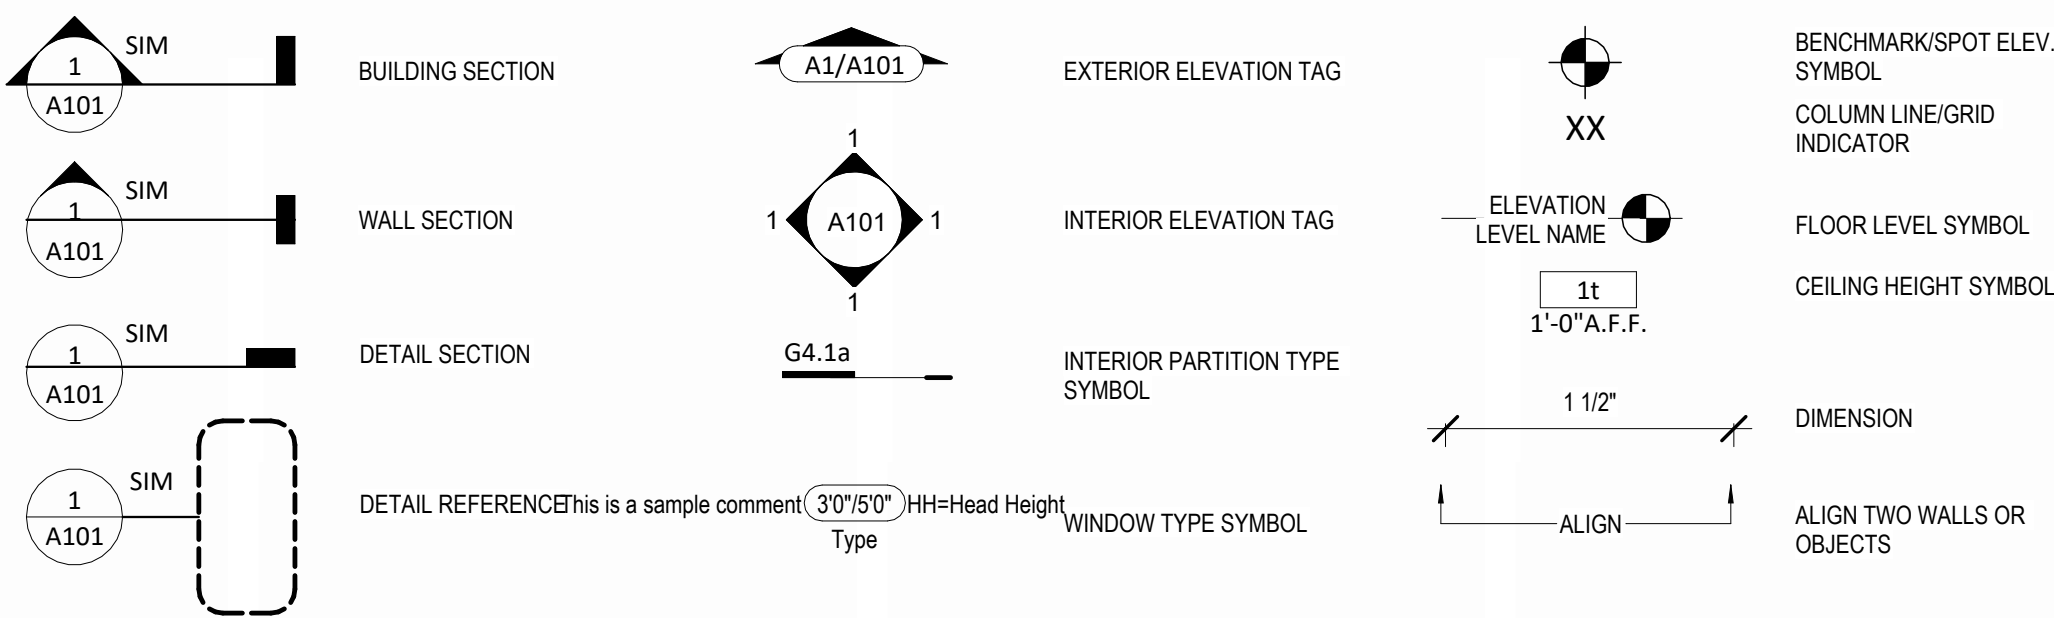 SIM
1
A101
BUILDING SECTION
SIM
1
A101
WALL SECTION
SIM
1
A101
DETAIL SECTION
SIM
1
A101
DETAIL REFERENCE
A1/A101
EXTERIOR ELEVATION TAG
1
1
A101
1
1
INTERIOR ELEVATION TAG
G4.1a
INTERIOR PARTITION TYPE
SYMBOL
This is a sample comment 3'0"/5'0" HH=Head Height
Type
WINDOW TYPE SYMBOL
BENCHMARK/SPOT ELEV.
SYMBOL
XX
COLUMN LINE/GRID
INDICATOR
ELEVATION
LEVEL NAME
FLOOR LEVEL SYMBOL
1t
1'-0"A.F.F.
CEILING HEIGHT SYMBOL
1 1/2"
DIMENSION
ALIGN
ALIGN TWO WALLS OR
OBJECTS